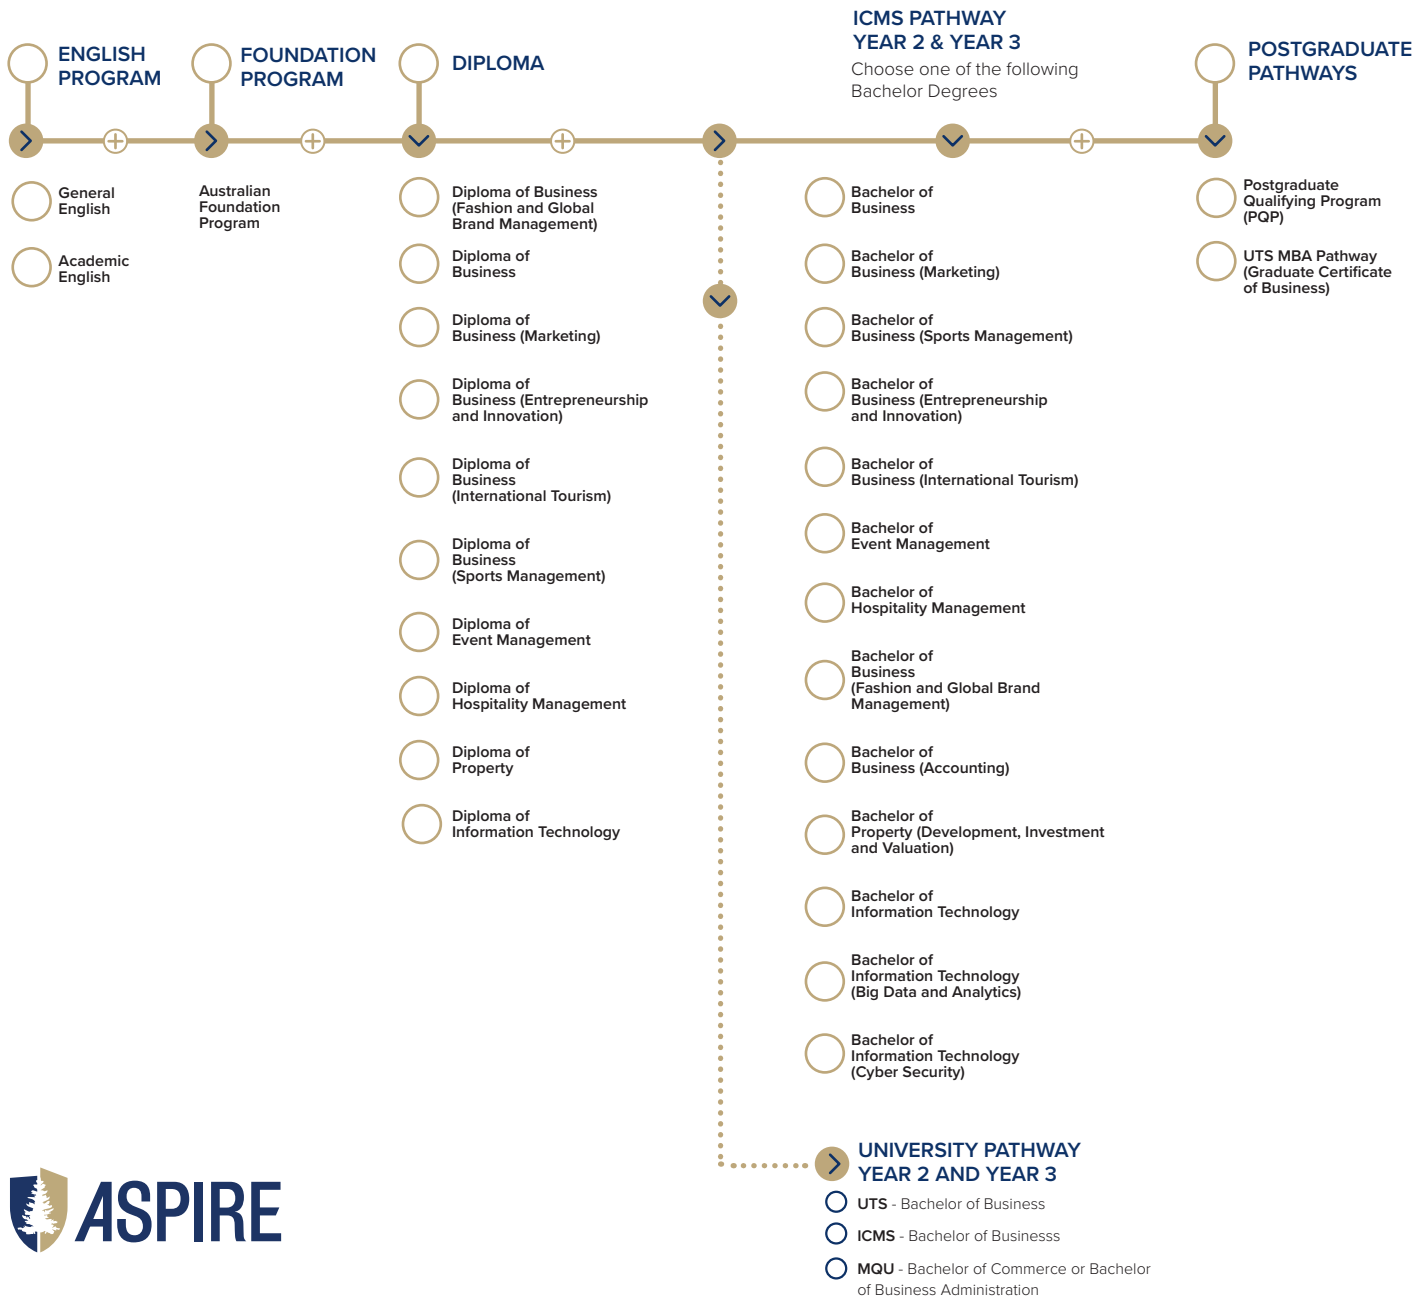 ENGLISH
PROGRAM
FOUNDATION
PROGRAM
DIPLOMA
ICMS PATHWAY
YEAR 2 & YEAR 3
Choose one of the following
Bachelor Degrees
POSTGRADUATE
PATHWAYS
General
English
Academic
English
Australian
Foundation
Program
Diploma of Business
(Fashion and Global
Brand Management)
Diploma of
Business
Diploma of
Business (Marketing)
Diploma of
Business (Entrepreneurship
and Innovation)
Diploma of
Business
(International Tourism)
Diploma of
Business
(Sports Management)
Diploma of
Event Management
Diploma of
Hospitality Management
Diploma of
Property
Diploma of
Information Technology
Bachelor of
Business
Bachelor of
Business (Marketing)
Bachelor of
Business (Sports Management)
Bachelor of
Business (Entrepreneurship
and Innovation)
Bachelor of
Business (International Tourism)
Bachelor of
Event Management
Bachelor of
Hospitality Management
Bachelor of
Business
(Fashion and Global Brand
Management)
Bachelor of
Business (Accounting)
Bachelor of
Property (Development, Investment
and Valuation)
Bachelor of
Information Technology
Bachelor of
Information Technology
(Big Data and Analytics)
Bachelor of
Information Technology
(Cyber Security)
Postgraduate
Qualifying Program
(PQP)
UTS MBA Pathway
(Graduate Certificate
of Business)
UNIVERSITY PATHWAY
YEAR 2 AND YEAR 3
UTS - Bachelor of Business
ICMS - Bachelor of Businesss
MQU - Bachelor of Commerce or Bachelor
of Business Administration
ASPIRE